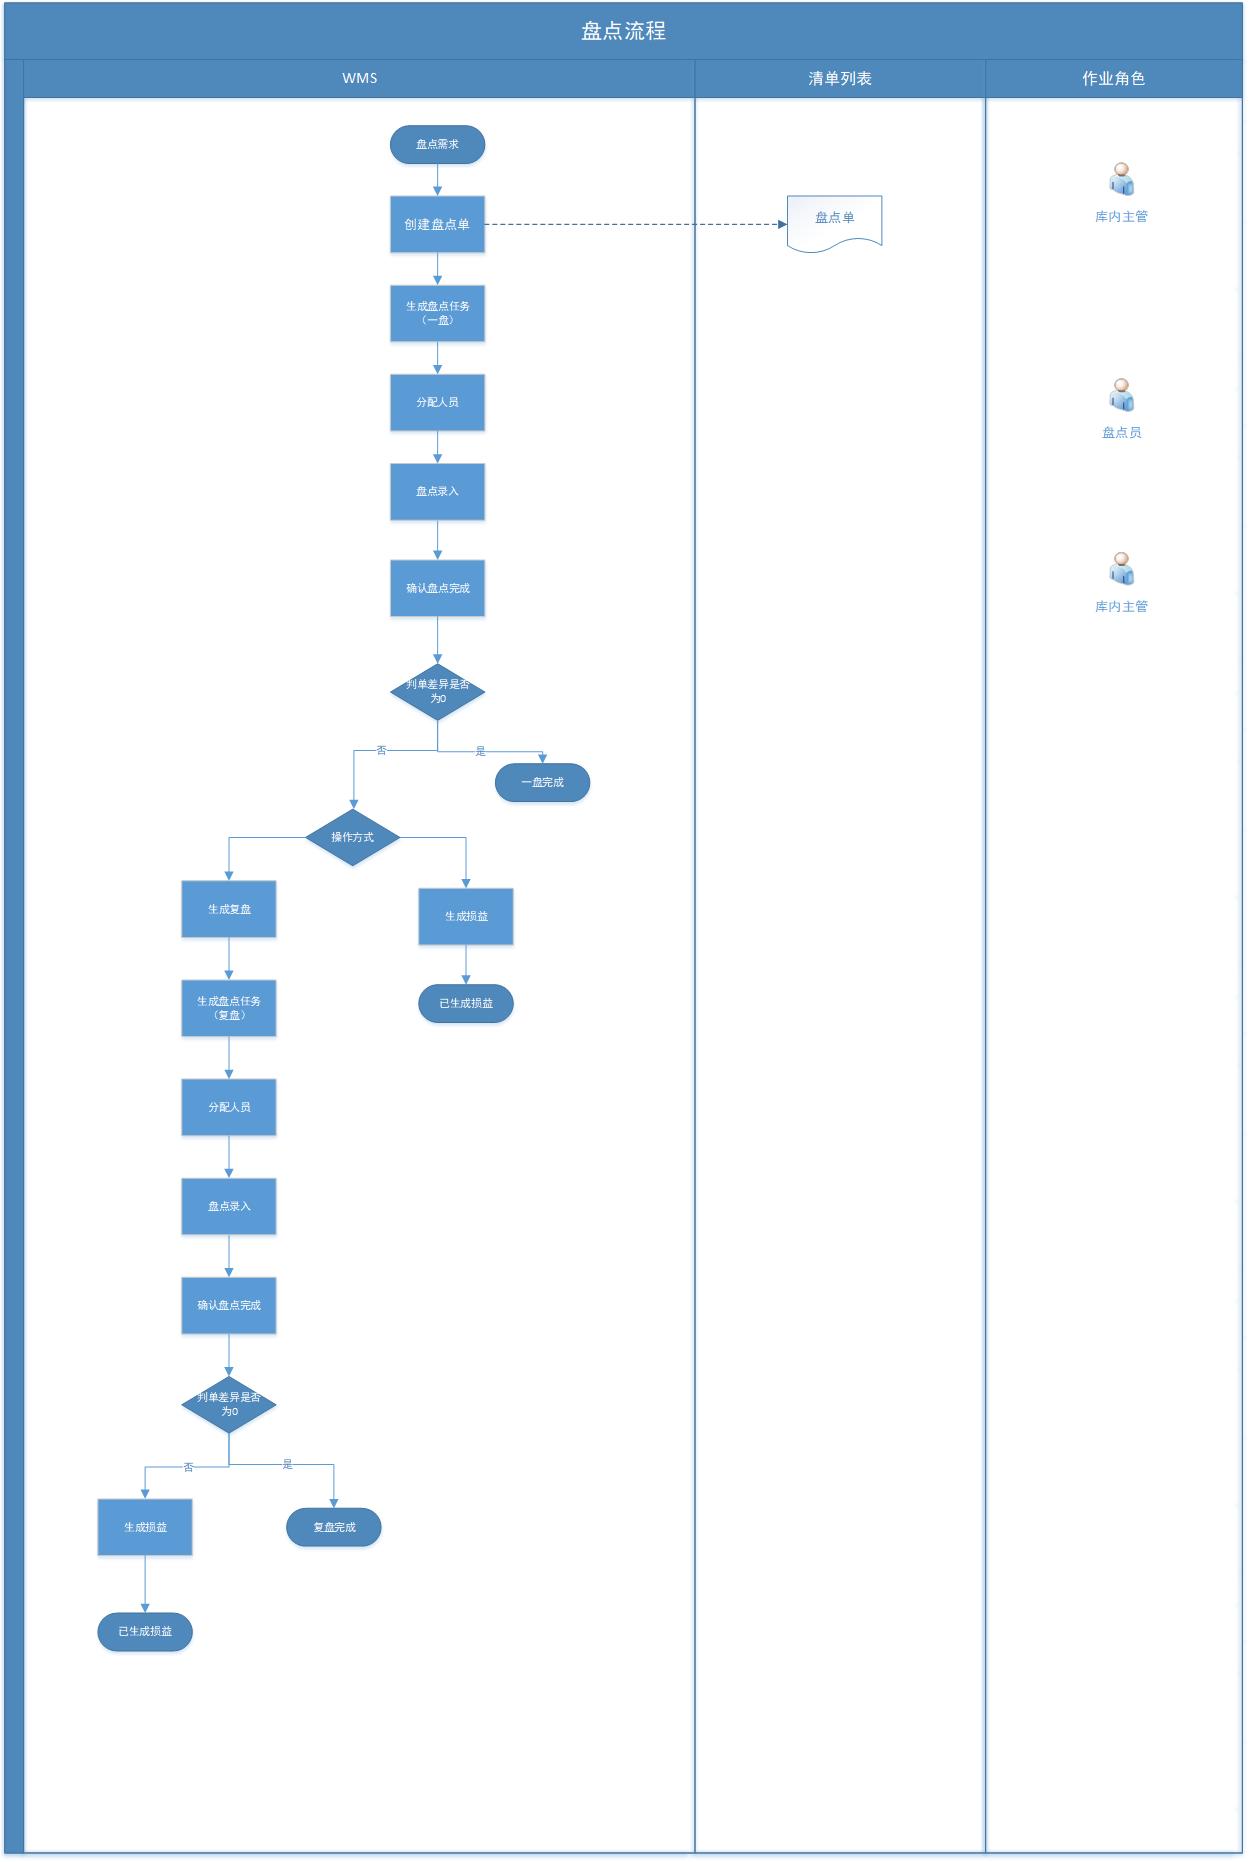 盘点流程
WMS
清单列表
作业角色
盘点需求
创建盘点单
盘点单
库内主管
生成盘点任务
（一盘）
分配人员
盘点员
盘点录入
确认盘点完成
库内主管
判单差异是否
为0
否
是
一盘完成
操作方式
生成复盘
生成损益
生成盘点任务
（复盘）
已生成损益
分配人员
盘点录入
确认盘点完成
判单差异是否
为0
否
是
生成损益
复盘完成
已生成损益